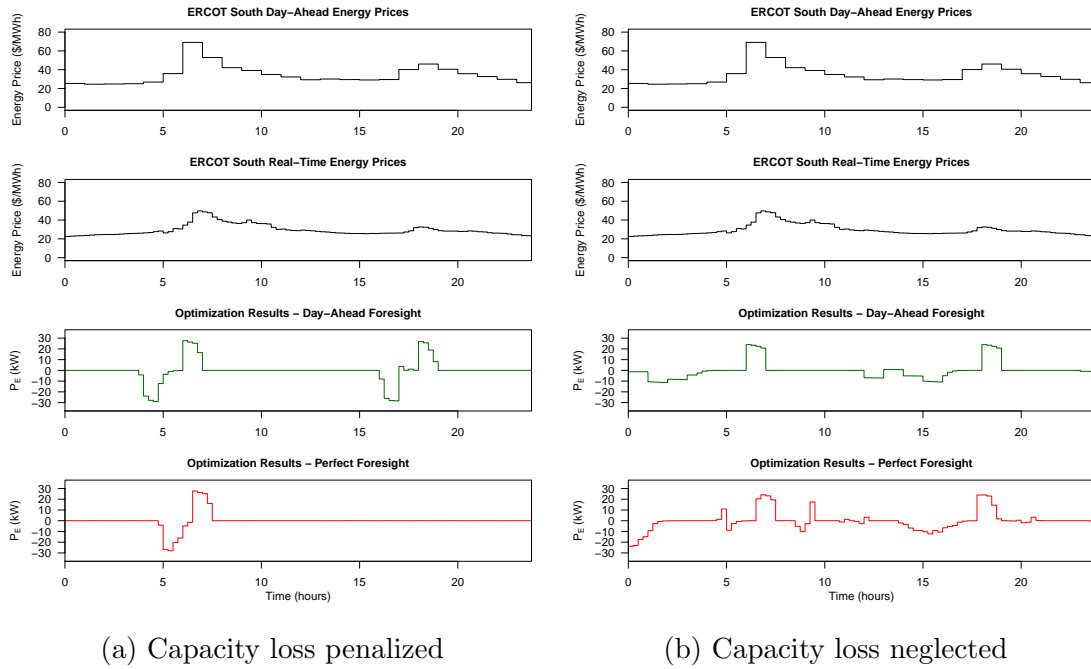 ERCOT South Day−Ahead Energy Prices
Energy Price ($/MWh)
80
60
40
20
0
0 5 10 15 20
ERCOT South Real−Time Energy Prices
Energy Price ($/MWh)
80
60
40
20
0
0 5 10 15 20
Optimization Results − Day−Ahead Foresight
P_E (kW)
30
20
10
0
−10
−20
−30
0 5 10 15 20
Optimization Results − Perfect Foresight
P_E (kW)
30
20
10
0
−10
−20
−30
0 5 10 15 20
Time (hours)
(a) Capacity loss penalized
ERCOT South Day−Ahead Energy Prices
Energy Price ($/MWh)
80
60
40
20
0
0 5 10 15 20
ERCOT South Real−Time Energy Prices
Energy Price ($/MWh)
80
60
40
20
0
0 5 10 15 20
Optimization Results − Day−Ahead Foresight
P_E (kW)
30
20
10
0
−10
−20
−30
0 5 10 15 20
Optimization Results − Perfect Foresight
P_E (kW)
30
20
10
0
−10
−20
−30
0 5 10 15 20
Time (hours)
(b) Capacity loss neglected